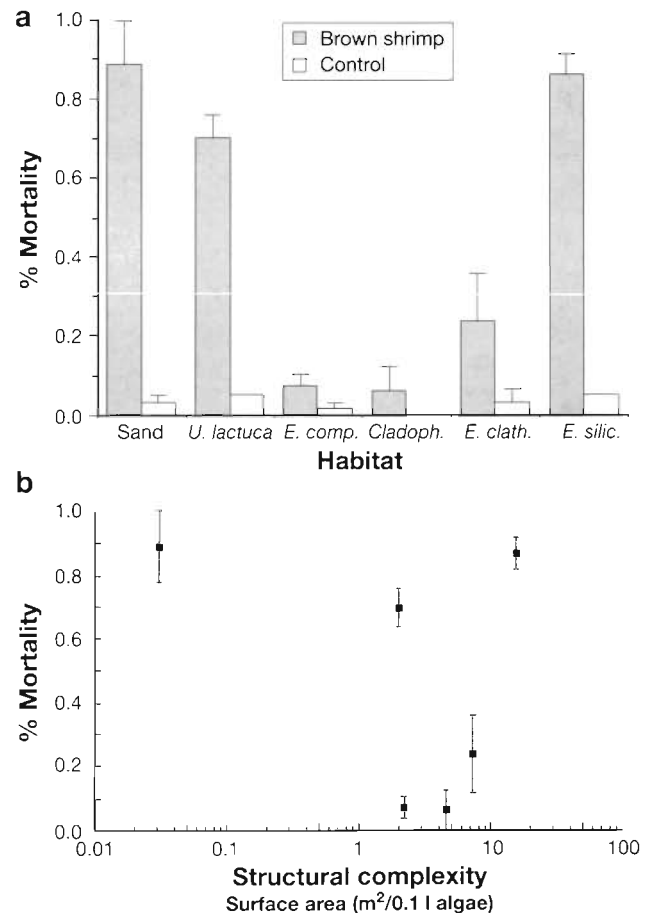 a
Brown shrimp
Control
% Mortality
1.0
0.8
0.6
0.4
0.2
0.0
Sand U. lactuca E. comp. Cladoph. E. clath. E. silic.
Habitat
b
% Mortality
1.0
0.8
0.6
0.4
0.2
0.0
0.01 0.1 1 10 100
Structural complexity
Surface area (m²/0.1 l algae)